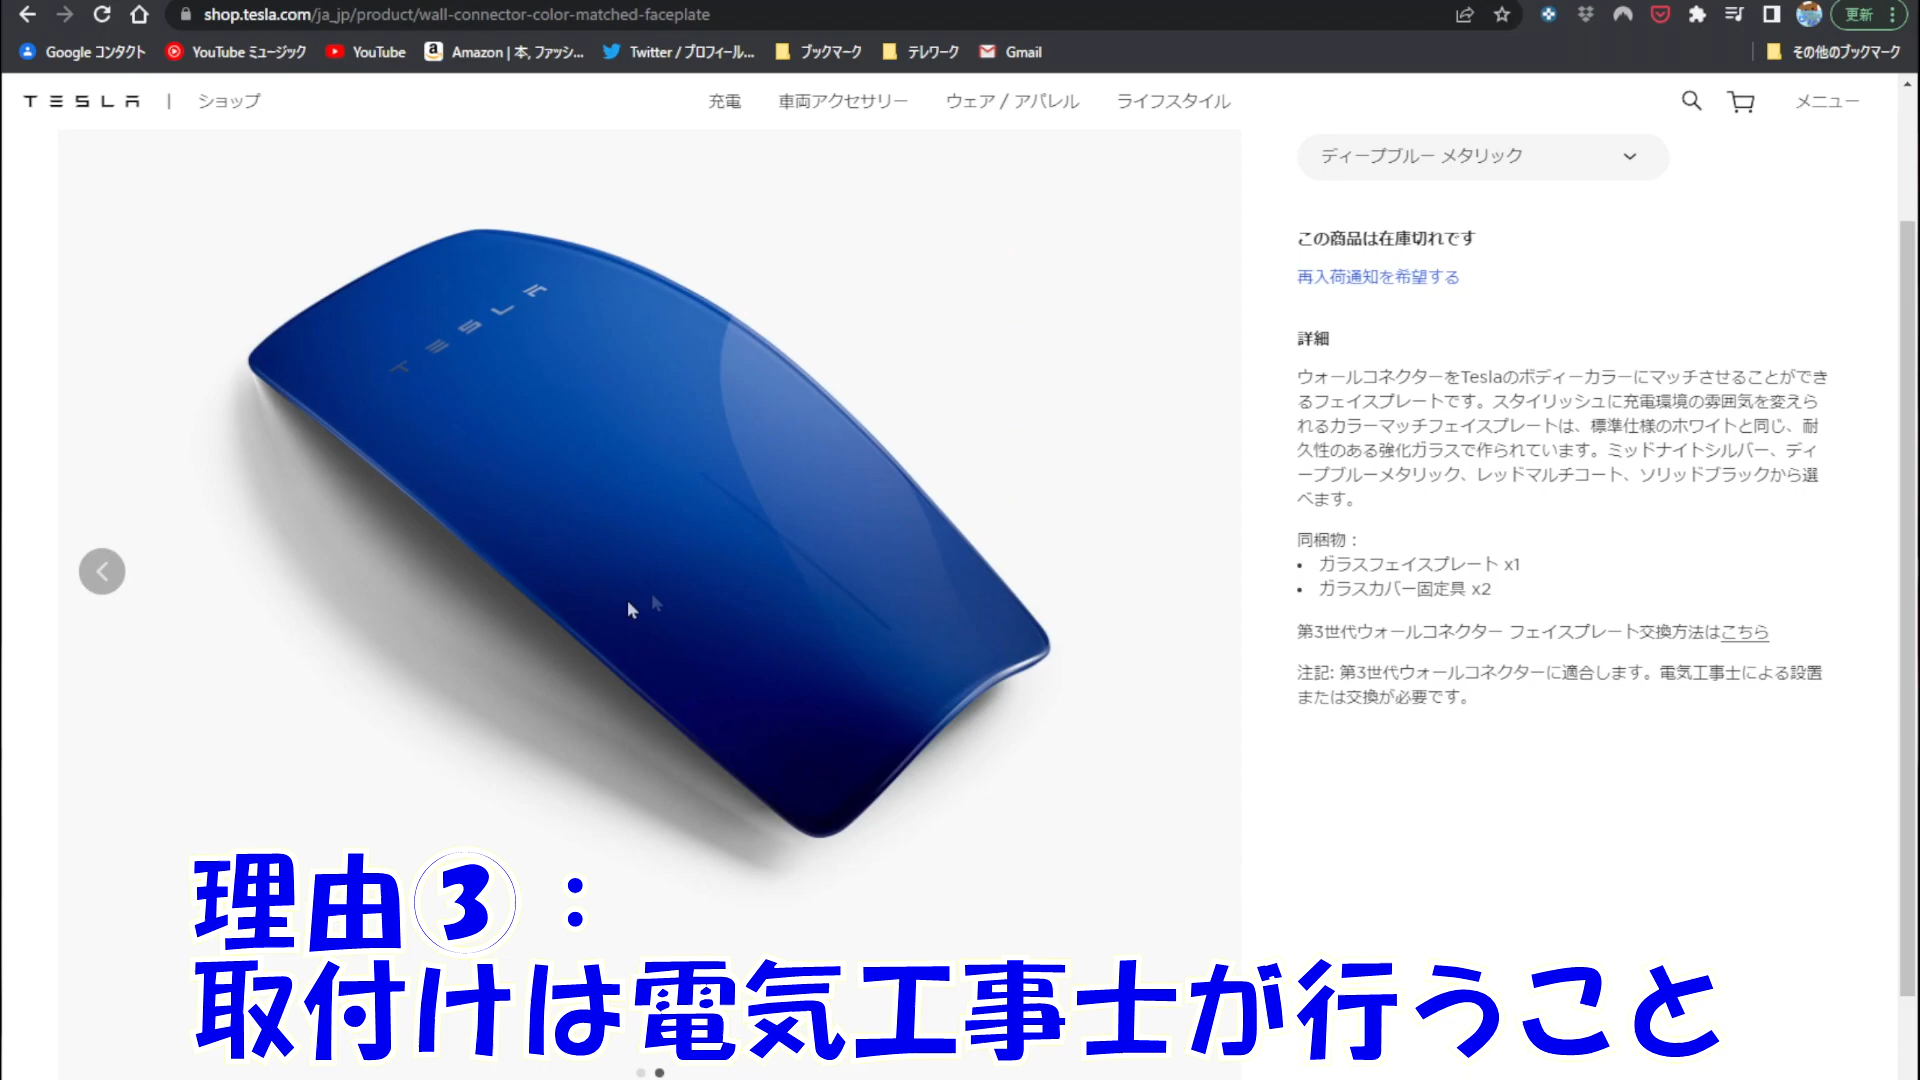 shop.tesla.com/ja_jp/product/wall-connector-color-matched-faceplate
更新
Google コンタクト
YouTube ミュージック
YouTube
Amazon | 本, ファッシ...
Twitter / プロフィール...
ブックマーク
テレワーク
Gmail
その他のブックマーク
TESLA | ショップ
充電
車両アクセサリー
ウェア / アパレル
ライフスタイル
メニュー
ディープブルー メタリック
TESLA
この商品は在庫切れです
再入荷通知を希望する
詳細
ウォールコネクターをTeslaのボディーカラーにマッチさせることができ
るフェイスプレートです。スタイリッシュに充電環境の雰囲気を変えら
れるカラーマッチフェイスプレートは、標準仕様のホワイトと同じ、耐
久性のある強化ガラスで作られています。ミッドナイトシルバー、ディ
ープブルーメタリック、レッドマルチコート、ソリッドブラックから選
べます。
同梱物：
• ガラスフェイスプレート x1
• ガラスカバー固定具 x2
第3世代ウォールコネクター フェイスプレート交換方法はこちら
注記: 第3世代ウォールコネクターに適合します。電気工事士による設置
または交換が必要です。
理由③：
取付けは電気工事士が行うこと